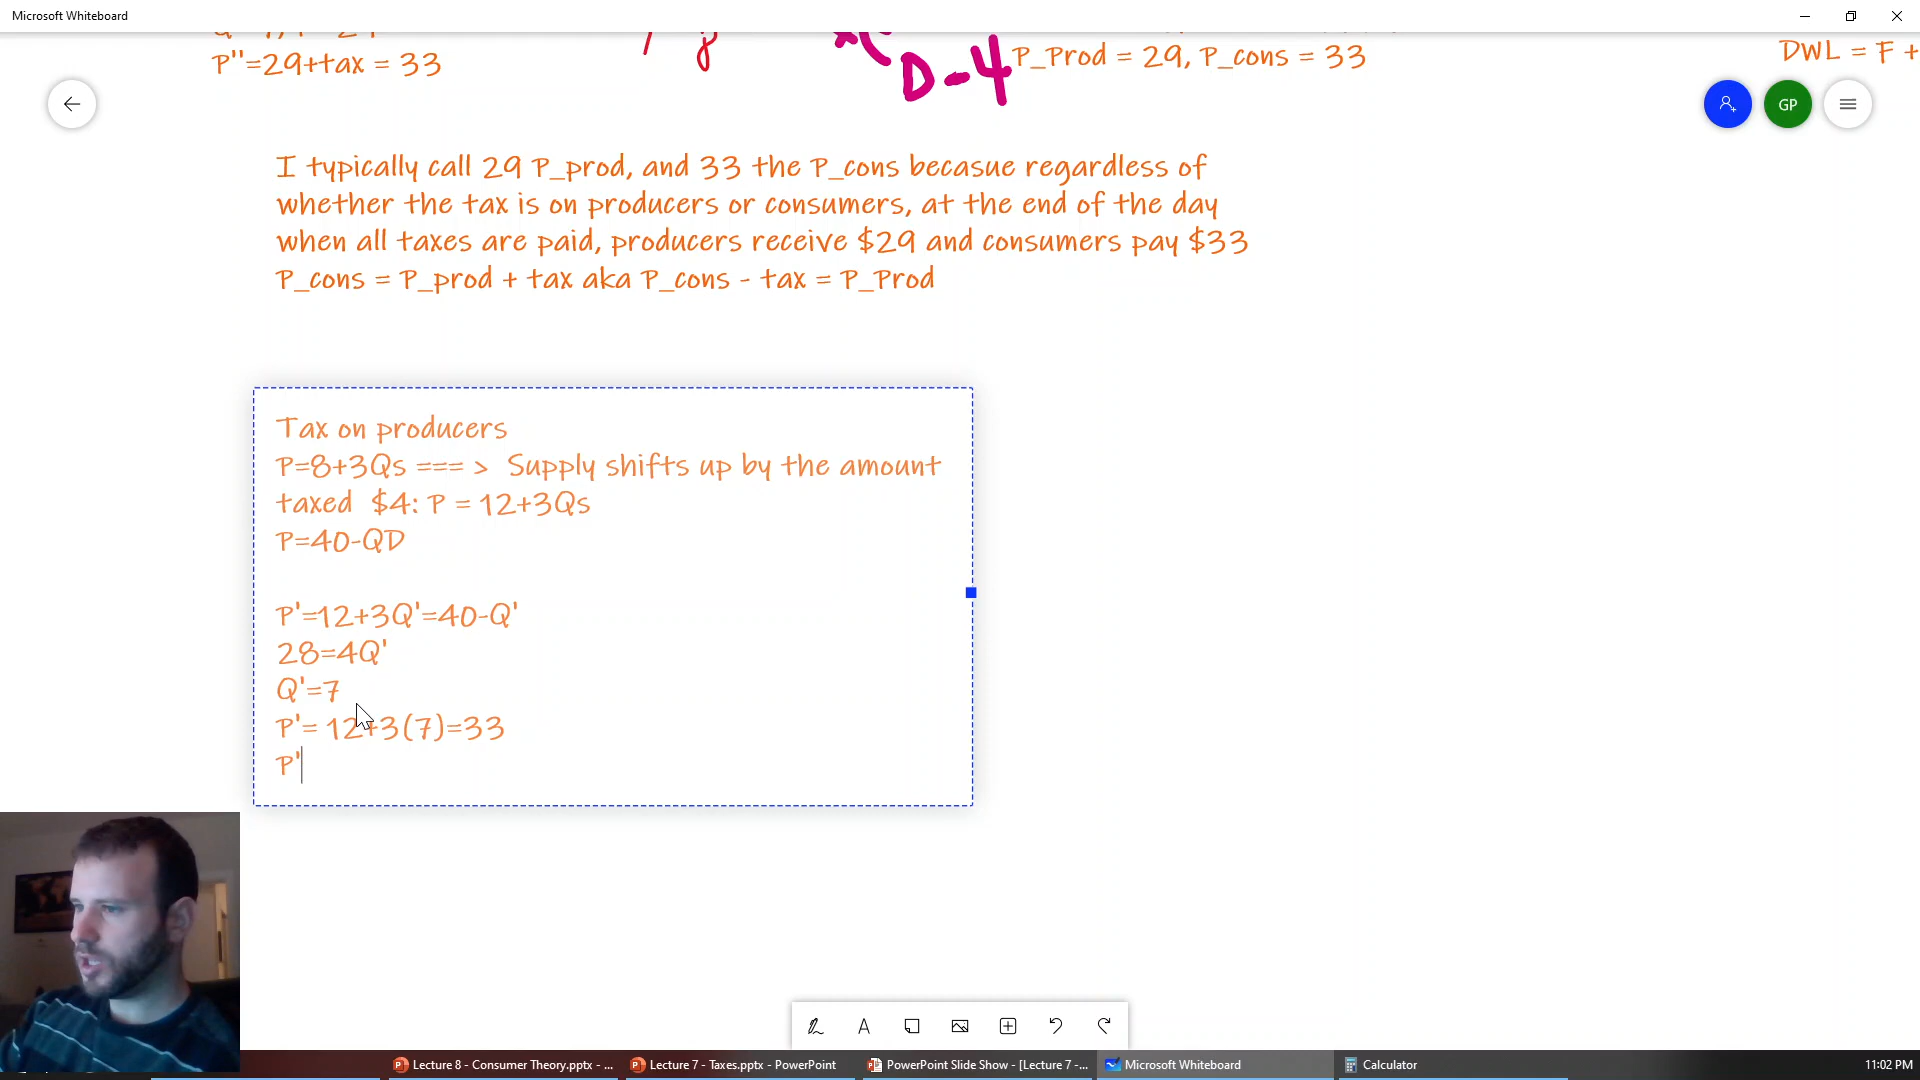 Microsoft Whiteboard
P"=29+tax = 33
D-4
P_Prod = 29, P_cons = 33
DWL = F +
GP
I typically call 29 P_prod, and 33 the P_cons becasue regardless of
whether the tax is on producers or consumers, at the end of the day
when all taxes are paid, producers receive $29 and consumers pay $33
P_cons = P_prod + tax aka P_cons - tax = P_Prod
Tax on producers
P=8+3Qs === > Supply shifts up by the amount
taxed $4: P = 12+3Qs
P=40-QD
P'=12+3Q'=40-Q'
28=4Q'
Q'=7
P'= 12+3(7)=33
P'
Lecture 8 - Consumer Theory.pptx - ...
Lecture 7 - Taxes.pptx - PowerPoint
PowerPoint Slide Show - [Lecture 7 -...
Microsoft Whiteboard
Calculator
11:02 PM